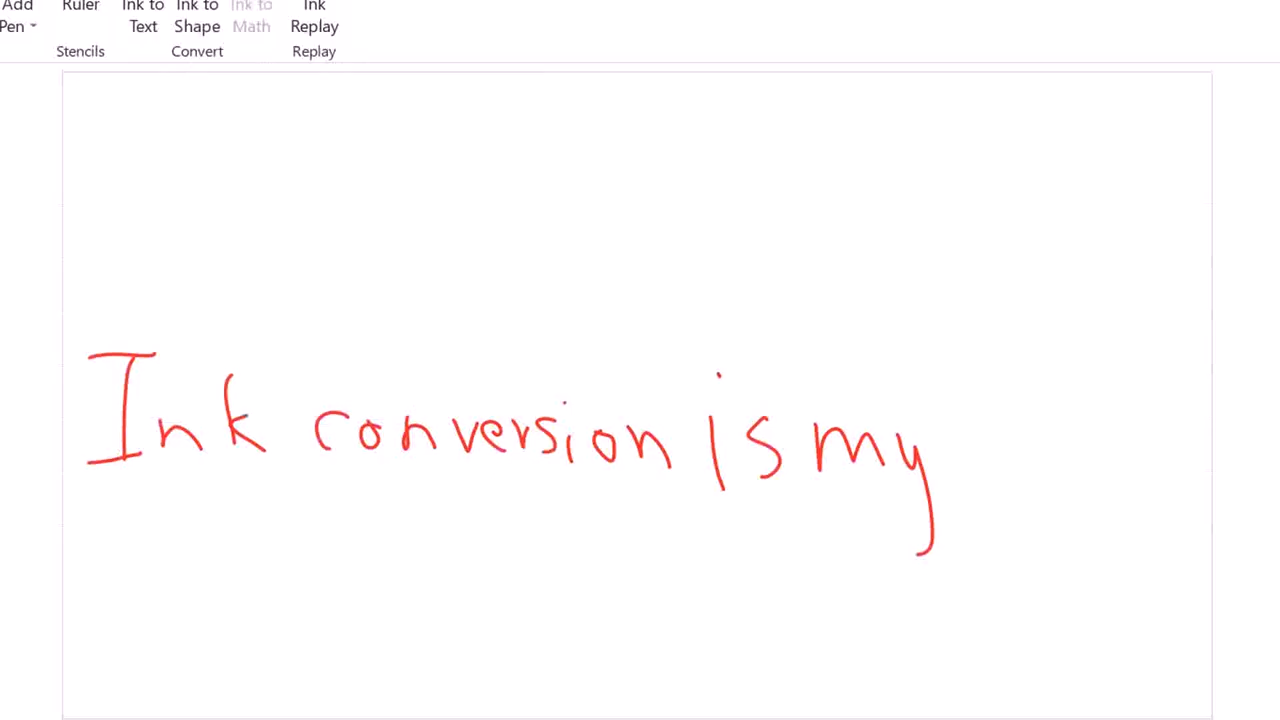 Add Ruler Ink to Ink to Ink to Ink
Pen Text Shape Math Replay
Stencils Convert Replay
Ink conversion is my